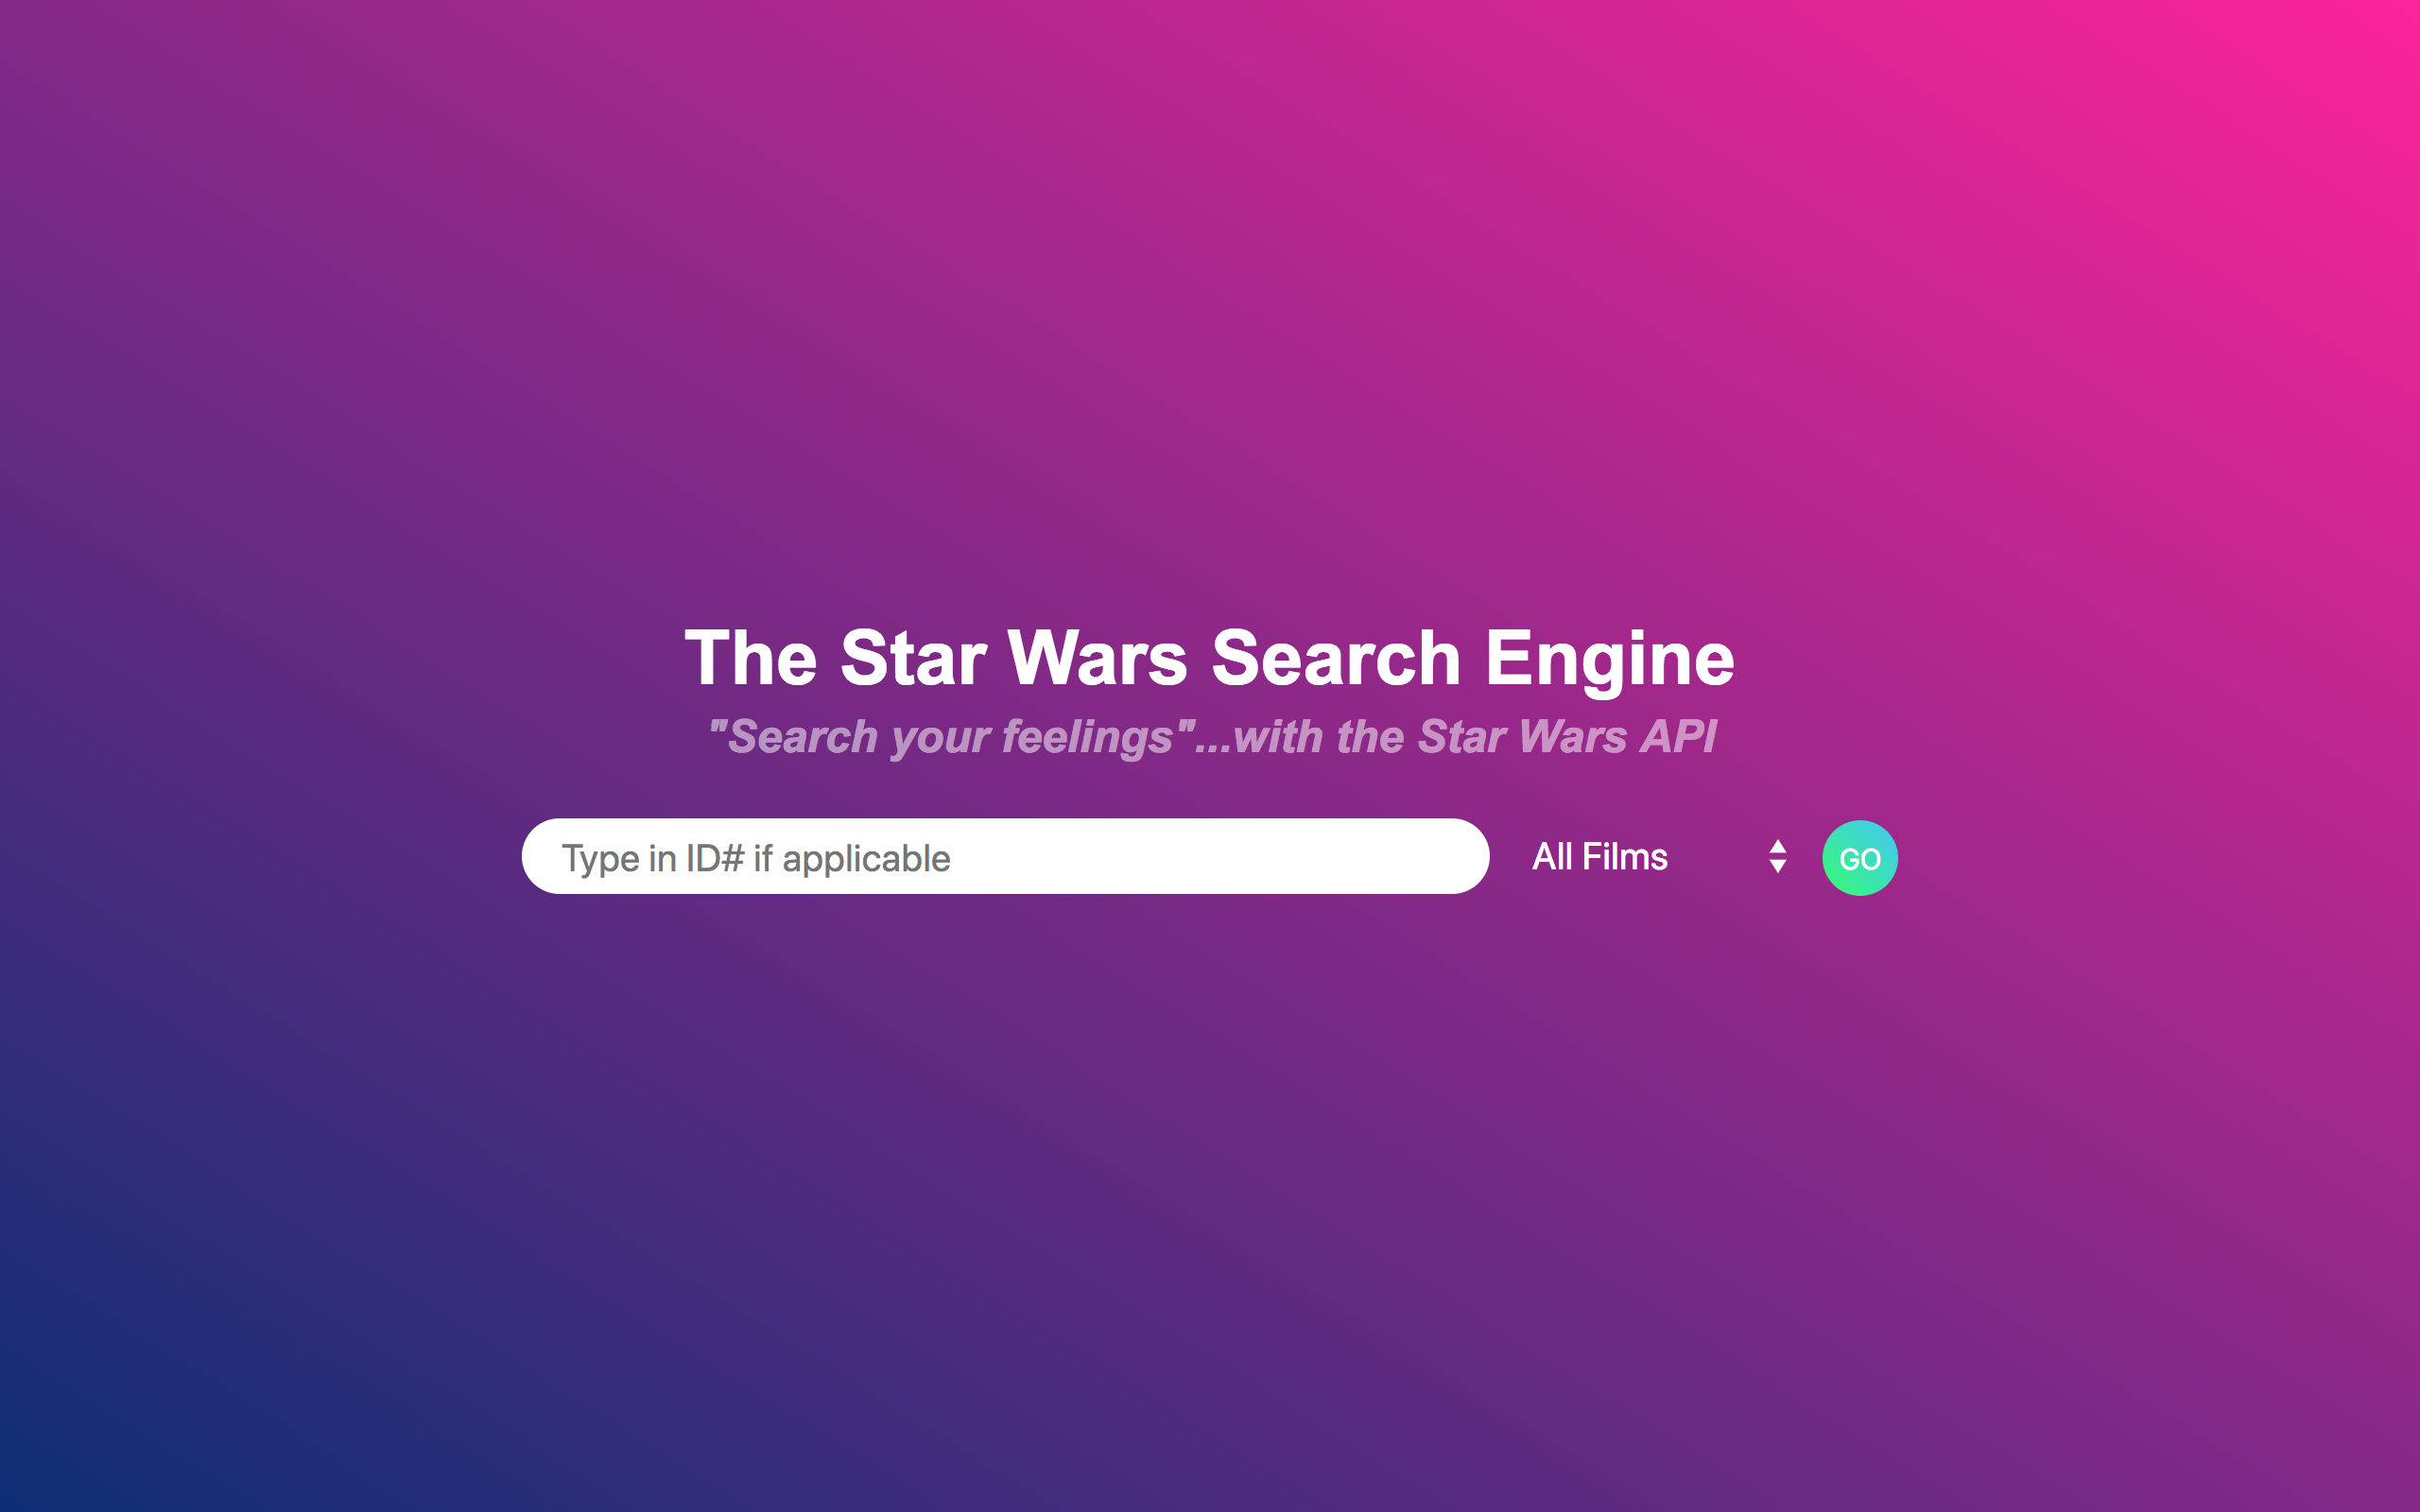 The Star Wars Search Engine
"Search your feelings"...with the Star Wars API
Type in ID# if applicable All Films GO